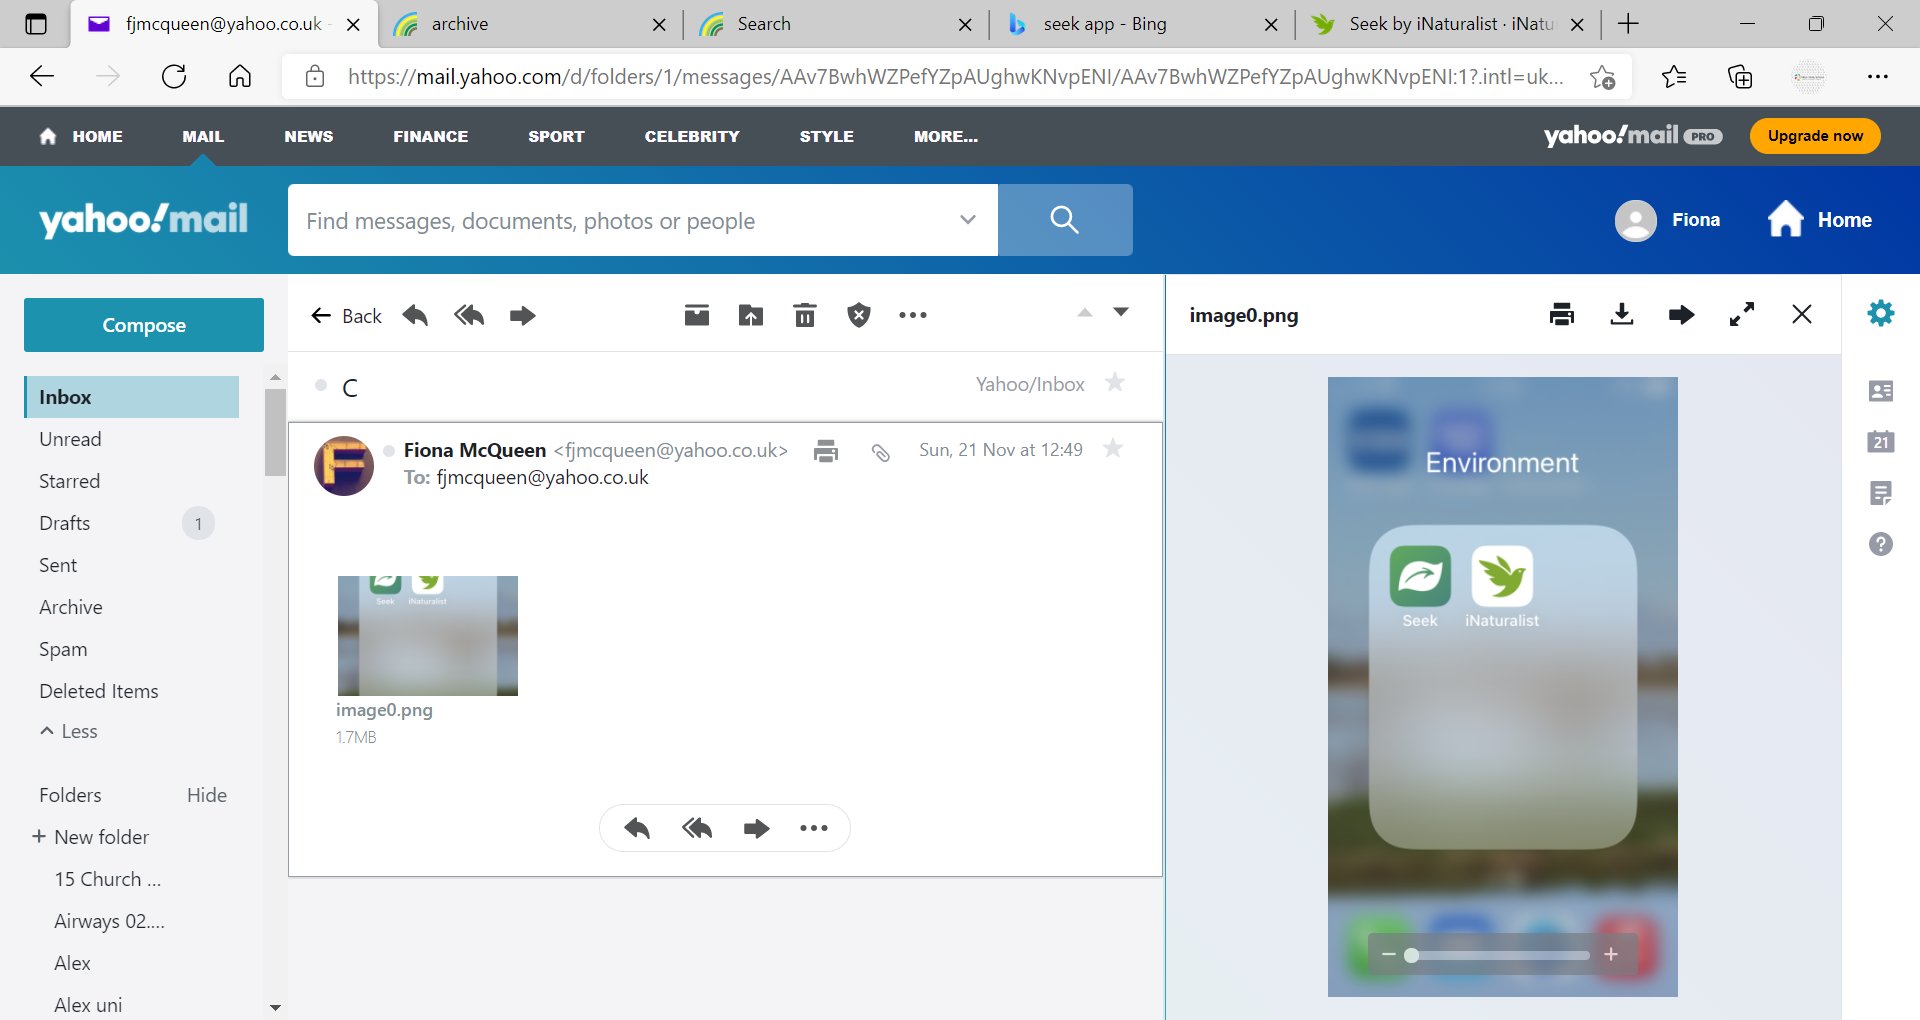 fjmcqueen@yahoo.co.uk -
archive
Search
seek app - Bing
Seek by iNaturalist · iNatu
https://mail.yahoo.com/d/folders/1/messages/AAv7BwhWZPefYZpAUghwKNvpENI/AAv7BwhWZPefYZpAUghwKNvpENI:1?.intl=uk...
HOME
MAIL
NEWS
FINANCE
SPORT
CELEBRITY
STYLE
MORE...
yahoo!mail PRO
Upgrade now
yahoo!mail
Find messages, documents, photos or people
Fiona
Home
Compose
Inbox
Unread
Starred
Drafts 1
Sent
Archive
Spam
Deleted Items
Less
Folders Hide
+ New folder
15 Church ...
Airways 02....
Alex
Alex uni
Back
C
Yahoo/Inbox
F
Fiona McQueen <fjmcqueen@yahoo.co.uk>
Sun, 21 Nov at 12:49
To: fjmcqueen@yahoo.co.uk
Seek iNaturalist
image0.png
1.7MB
image0.png
Environment
Seek iNaturalist
21